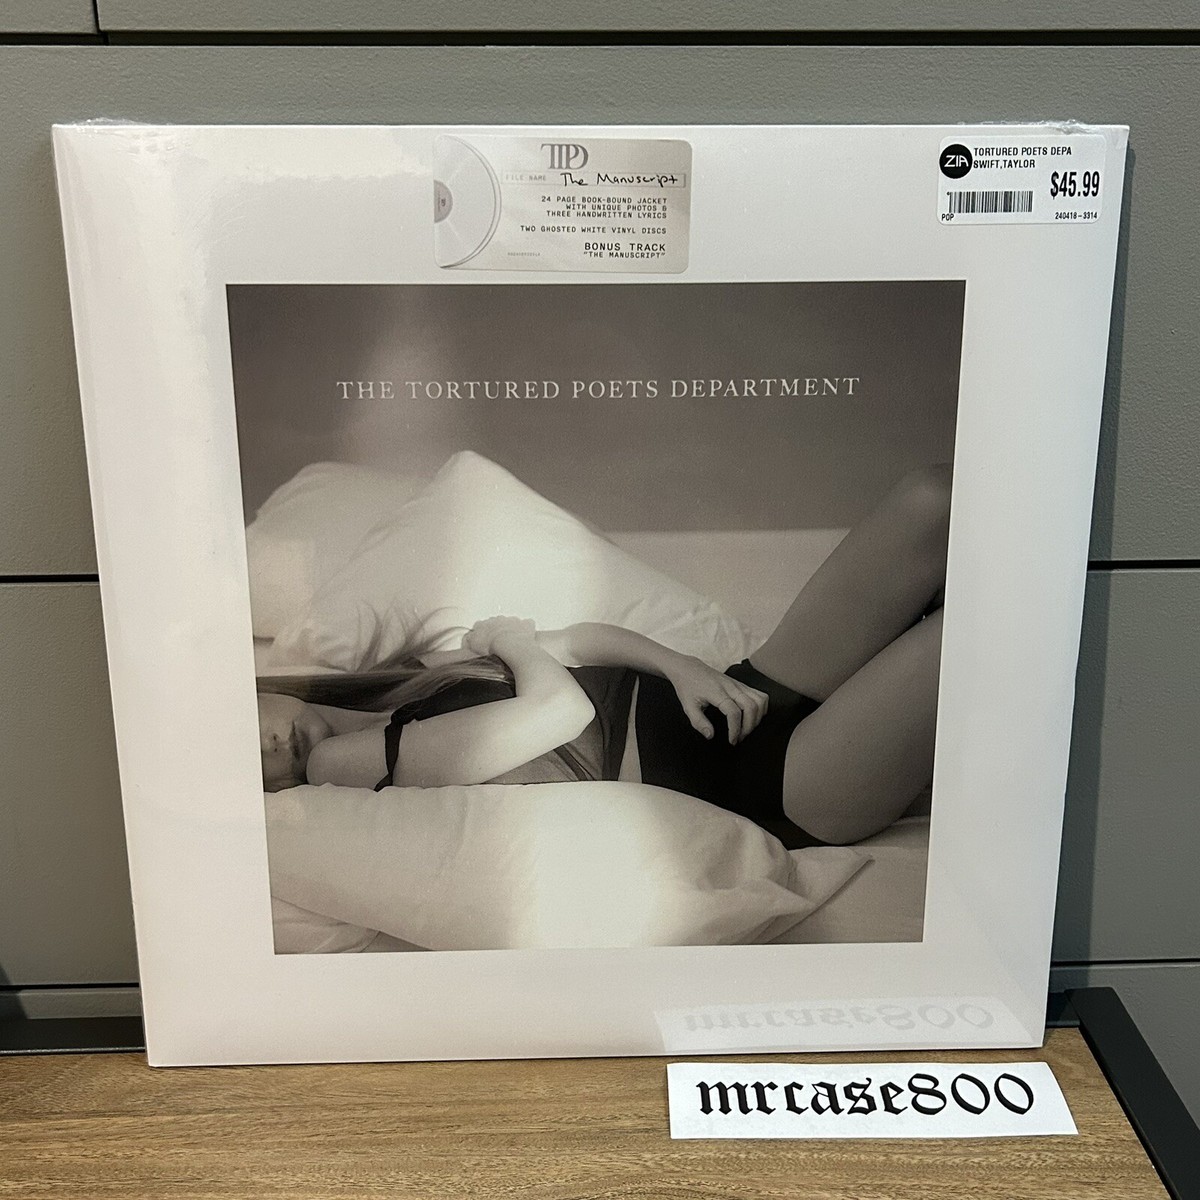 TTPD
FILE NAME The Manuscript
24 PAGE BOOK-BOUND JACKET
WITH UNIQUE PHOTOS &
THREE HANDWRITTEN LYRICS
TWO GHOSTED WHITE VINYL DISCS
BONUS TRACK
"THE MANUSCRIPT"
ZIA
TORTURED POETS DEPA
SWIFT,TAYLOR
$45.99
POP 240418-3314
THE TORTURED POETS DEPARTMENT
mrcase800
mrcase800